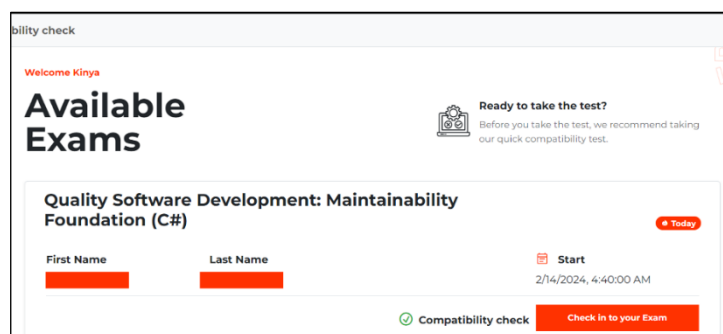 bility check
Welcome Kinya
Available
Exams
Ready to take the test?
Before you take the test, we recommend taking
our quick compatibility test.
Quality Software Development: Maintainability
Foundation (C#)
Today
First Name
Last Name
Start
2/14/2024, 4:40:00 AM
Compatibility check
Check in to your Exam